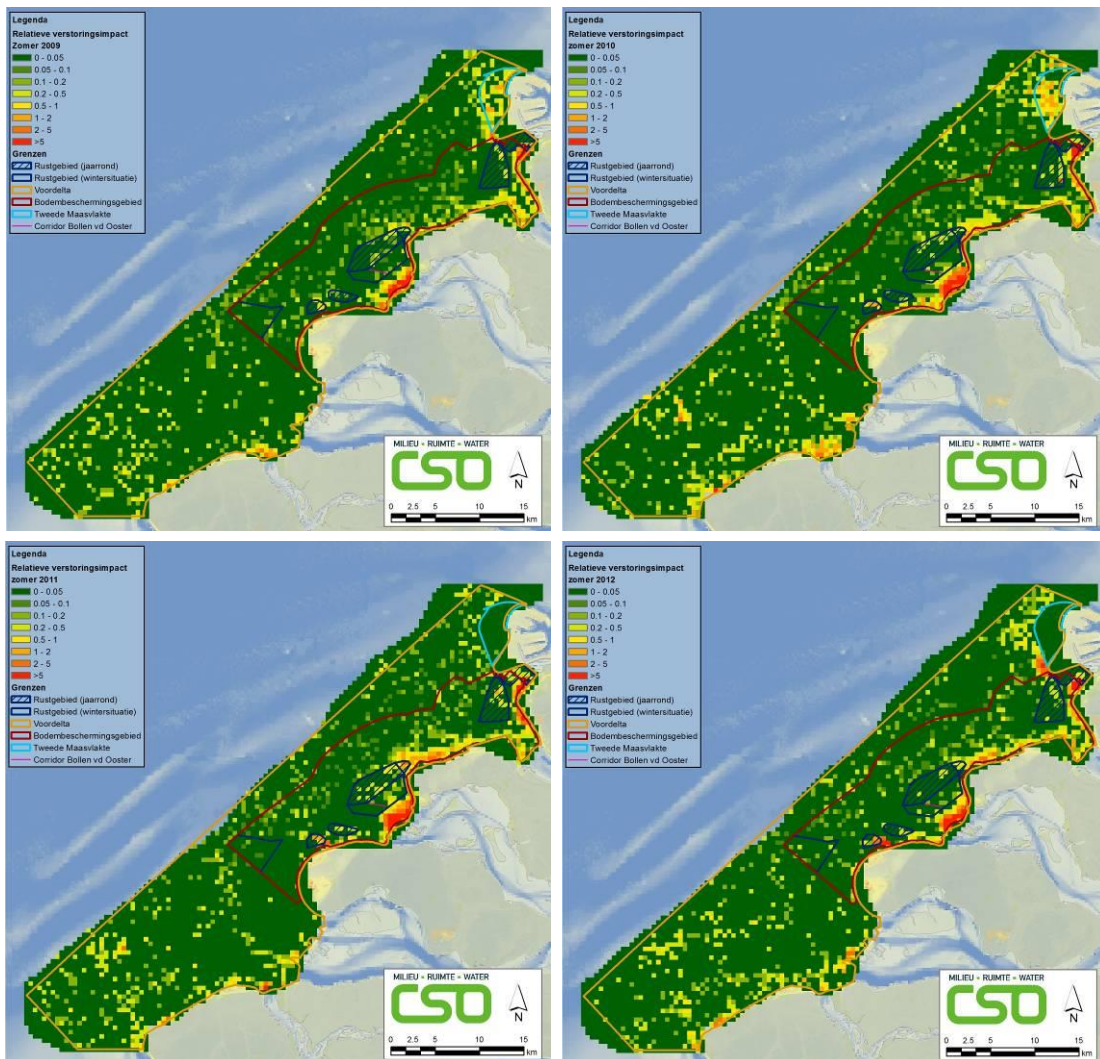 Legenda
Relatieve verstoringsimpact
Zomer 2009
0 - 0.05
0.05 - 0.1
0.1 - 0.2
0.2 - 0.5
0.5 - 1
1 - 2
2 - 5
>5
Grenzen
Rustgebied (jaarrond)
Rustgebied (wintersituatie)
Voordelta
Bodembeschermingsgebied
Tweede Maasvlakte
Corridor Bollen vd Ooster
MILIEU • RUIMTE • WATER
CSO
N
0 2.5 5 10 15
km
Legenda
Relatieve verstoringsimpact
zomer 2010
0 - 0.05
0.05 - 0.1
0.1 - 0.2
0.2 - 0.5
0.5 - 1
1 - 2
2 - 5
>5
Grenzen
Rustgebied (jaarrond)
Rustgebied (wintersituatie)
Voordelta
Bodembeschermingsgebied
Tweede Maasvlakte
Corridor Bollen vd Ooster
MILIEU • RUIMTE • WATER
CSO
N
0 2.5 5 10 15
km
Legenda
Relatieve verstoringsimpact
zomer 2011
0 - 0.05
0.05 - 0.1
0.1 - 0.2
0.2 - 0.5
0.5 - 1
1 - 2
2 - 5
>5
Grenzen
Rustgebied (jaarrond)
Rustgebied (wintersituatie)
Voordelta
Bodembeschermingsgebied
Tweede Maasvlakte
Corridor Bollen vd Ooster
MILIEU • RUIMTE • WATER
CSO
N
0 2.5 5 10 15
km
Legenda
Relatieve verstoringsimpact
zomer 2012
0 - 0.05
0.05 - 0.1
0.1 - 0.2
0.2 - 0.5
0.5 - 1
1 - 2
2 - 5
>5
Grenzen
Rustgebied (jaarrond)
Rustgebied (wintersituatie)
Voordelta
Bodembeschermingsgebied
Tweede Maasvlakte
Corridor Bollen vd Ooster
MILIEU • RUIMTE • WATER
CSO
N
0 2.5 5 10 15
km